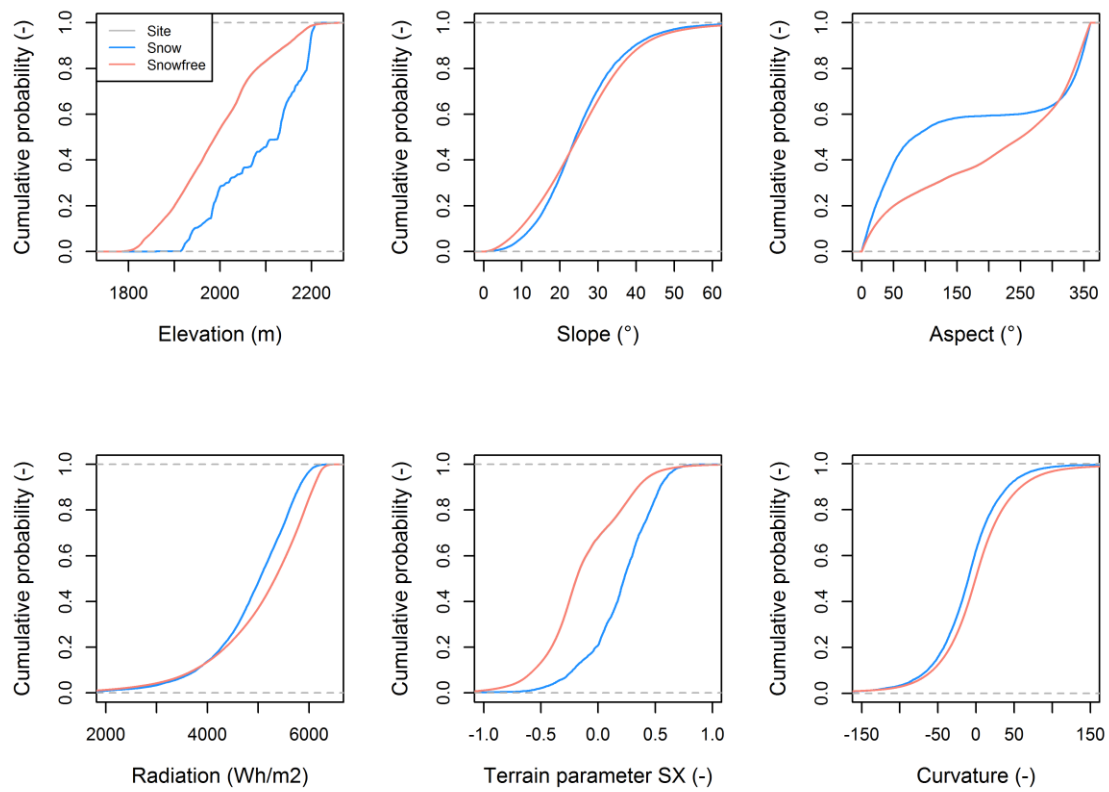 Cumulative probability (-)
0.0 0.2 0.4 0.6 0.8 1.0
Site
Snow
Snowfree
1800 2000 2200
Elevation (m)
Cumulative probability (-)
0.0 0.2 0.4 0.6 0.8 1.0
0 10 20 30 40 50 60
Slope (°)
Cumulative probability (-)
0.0 0.2 0.4 0.6 0.8 1.0
0 50 150 250 350
Aspect (°)
Cumulative probability (-)
0.0 0.2 0.4 0.6 0.8 1.0
2000 4000 6000
Radiation (Wh/m2)
Cumulative probability (-)
0.0 0.2 0.4 0.6 0.8 1.0
-1.0 -0.5 0.0 0.5 1.0
Terrain parameter SX (-)
Cumulative probability (-)
0.0 0.2 0.4 0.6 0.8 1.0
-150 -50 0 50 150
Curvature (-)